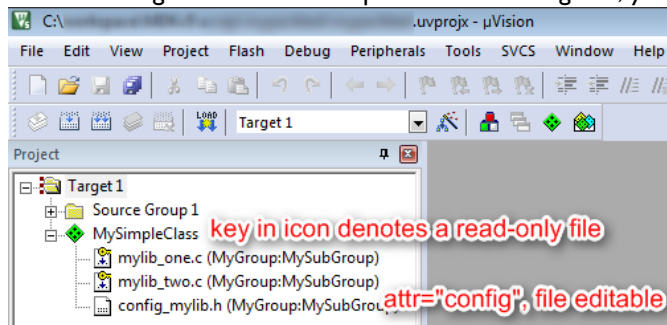 C:\ .uvprojx - µVision
File Edit View Project Flash Debug Peripherals Tools SVCS Window Help
LOAD Target 1
Project
Target 1
Source Group 1
MySimpleClass key in icon denotes a read-only file
mylib_one.c (MyGroup:MySubGroup)
mylib_two.c (MyGroup:MySubGroup)
config_mylib.h (MyGroup:MySubGro attr="config", file editable